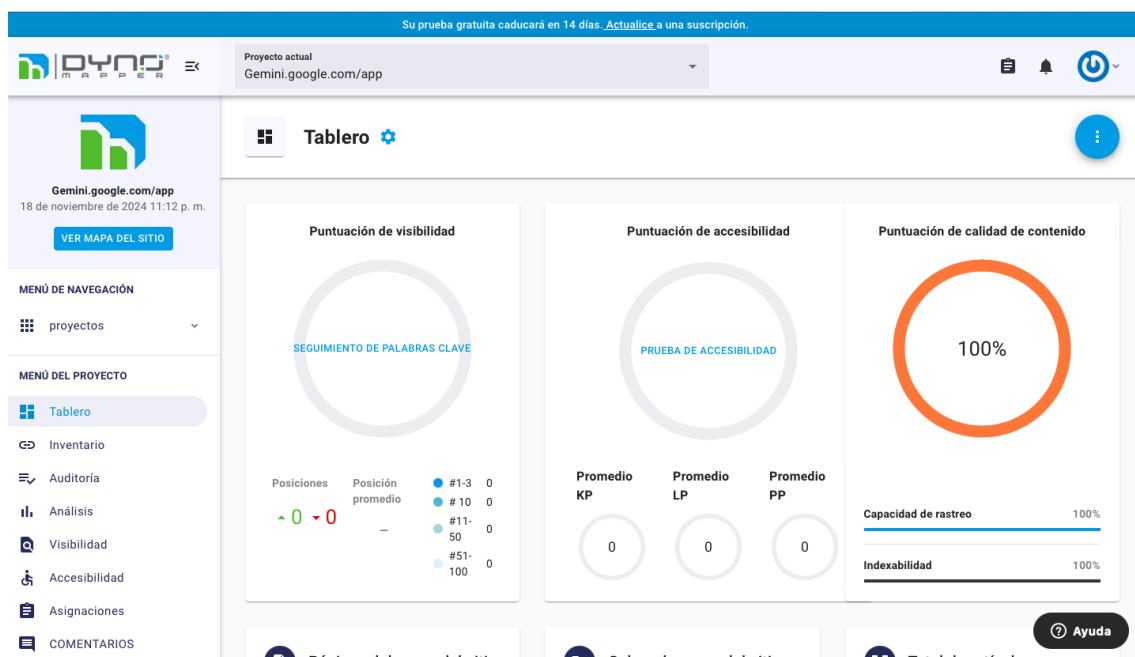 Su prueba gratuita caducará en 14 días. Actualice a una suscripción.
DYNO MAPPER
Proyecto actual
Gemini.google.com/app
Gemini.google.com/app
18 de noviembre de 2024 11:12 p. m.
VER MAPA DEL SITIO
MENÚ DE NAVEGACIÓN
proyectos
MENÚ DEL PROYECTO
Tablero
Inventario
Auditoría
Análisis
Visibilidad
Accesibilidad
Asignaciones
COMENTARIOS
Tablero
Puntuación de visibilidad
SEGUIMIENTO DE PALABRAS CLAVE
Posiciones
0 0
Posición
promedio
–
#1-3 0
# 10 0
#11-
50 0
#51-
100 0
Puntuación de accesibilidad
PRUEBA DE ACCESIBILIDAD
Promedio
KP
Promedio
LP
Promedio
PP
0 0 0
Puntuación de calidad de contenido
100%
Capacidad de rastreo 100%
Indexabilidad 100%
Ayuda